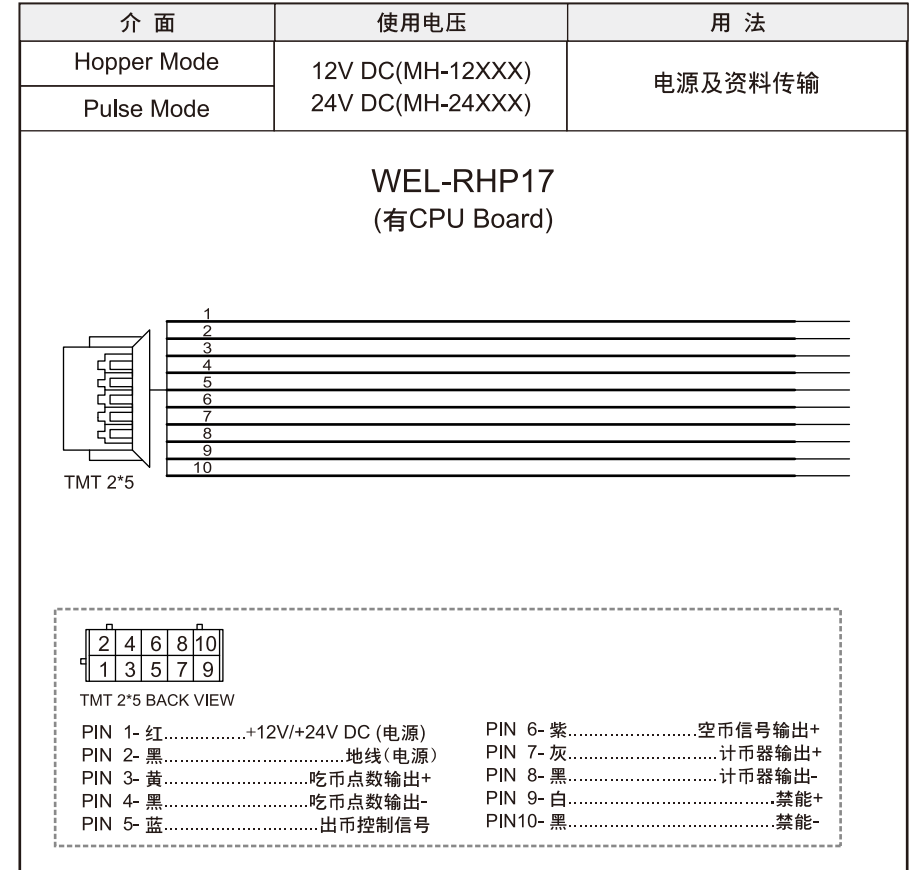 介 面 使用电压 用 法
Hopper Mode
Pulse Mode
12V DC(MH-12XXX)
24V DC(MH-24XXX)
电源及资料传输
WEL-RHP17
(有CPU Board)
1
2
3
4
5
6
7
8
9
10
TMT 2*5
2 4 6 8 10
1 3 5 7 9
TMT 2*5 BACK VIEW
PIN 1- 红...............+12V/+24V DC (电源)
PIN 2- 黑..............................地线(电源)
PIN 3- 黄........................吃币点数输出+
PIN 4- 黑........................吃币点数输出-
PIN 5- 蓝..........................出币控制信号
PIN 6- 紫.....................空币信号输出+
PIN 7- 灰.........................计币器输出+
PIN 8- 黑.........................计币器输出-
PIN 9- 白..................................禁能+
PIN10- 黑..................................禁能-